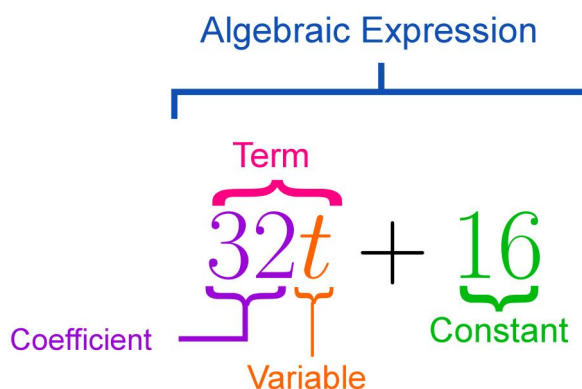 Algebraic Expression
Term
32t + 16
Coefficient
Constant
Variable